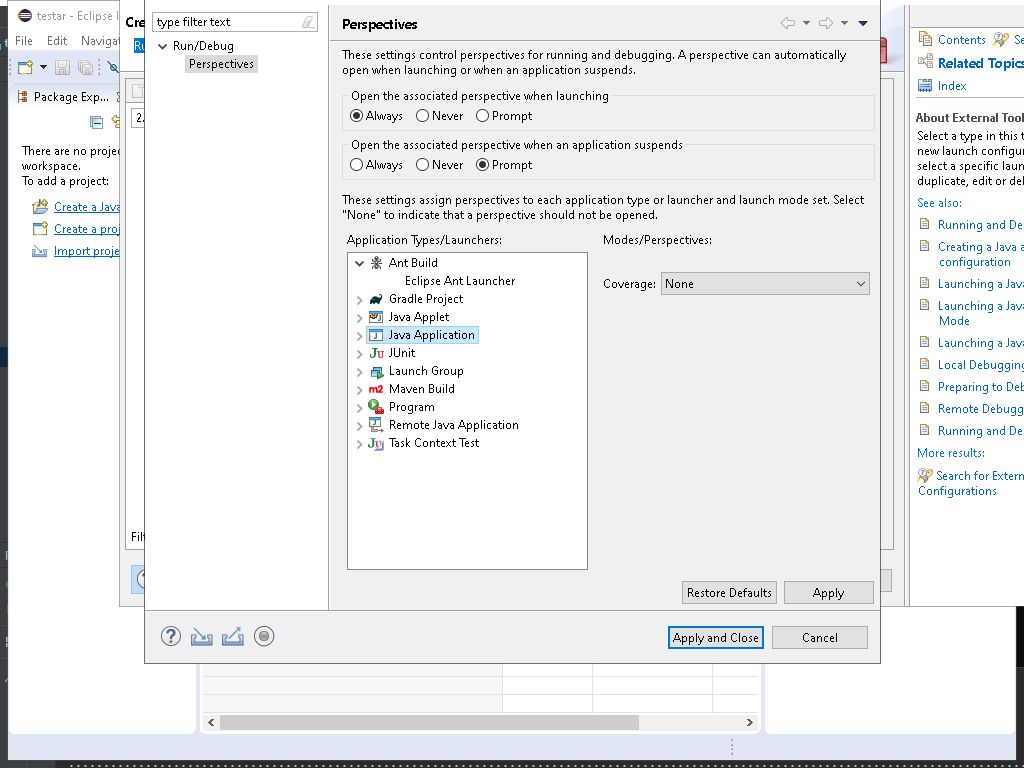 testar - Eclipse I
File Edit Navigat
Package Exp...
There are no projec
workspace.
To add a project:
Create a Java
Create a proj
Import proje
Cre
Ru
2.
Filt
type filter text
Run/Debug
Perspectives
Perspectives
These settings control perspectives for running and debugging. A perspective can automatically
open when launching or when an application suspends.
Open the associated perspective when launching
Always Never Prompt
Open the associated perspective when an application suspends
Always Never Prompt
These settings assign perspectives to each application type or launcher and launch mode set. Select
"None" to indicate that a perspective should not be opened.
Application Types/Launchers:
Modes/Perspectives:
Ant Build
Eclipse Ant Launcher
Gradle Project
Java Applet
Java Application
JUnit
Launch Group
Maven Build
Program
Remote Java Application
Task Context Test
Coverage: None
Restore Defaults Apply
Apply and Close Cancel
Contents Se
Related Topics
Index
About External Tool
Select a type in this t
new launch configur
select a specific laun
duplicate, edit or del
See also:
Running and De
Creating a Java a
configuration
Launching a Java
Launching a Java
Mode
Launching a Java
Local Debugging
Preparing to Deb
Remote Debugg
Running and De
More results:
Search for Extern
Configurations